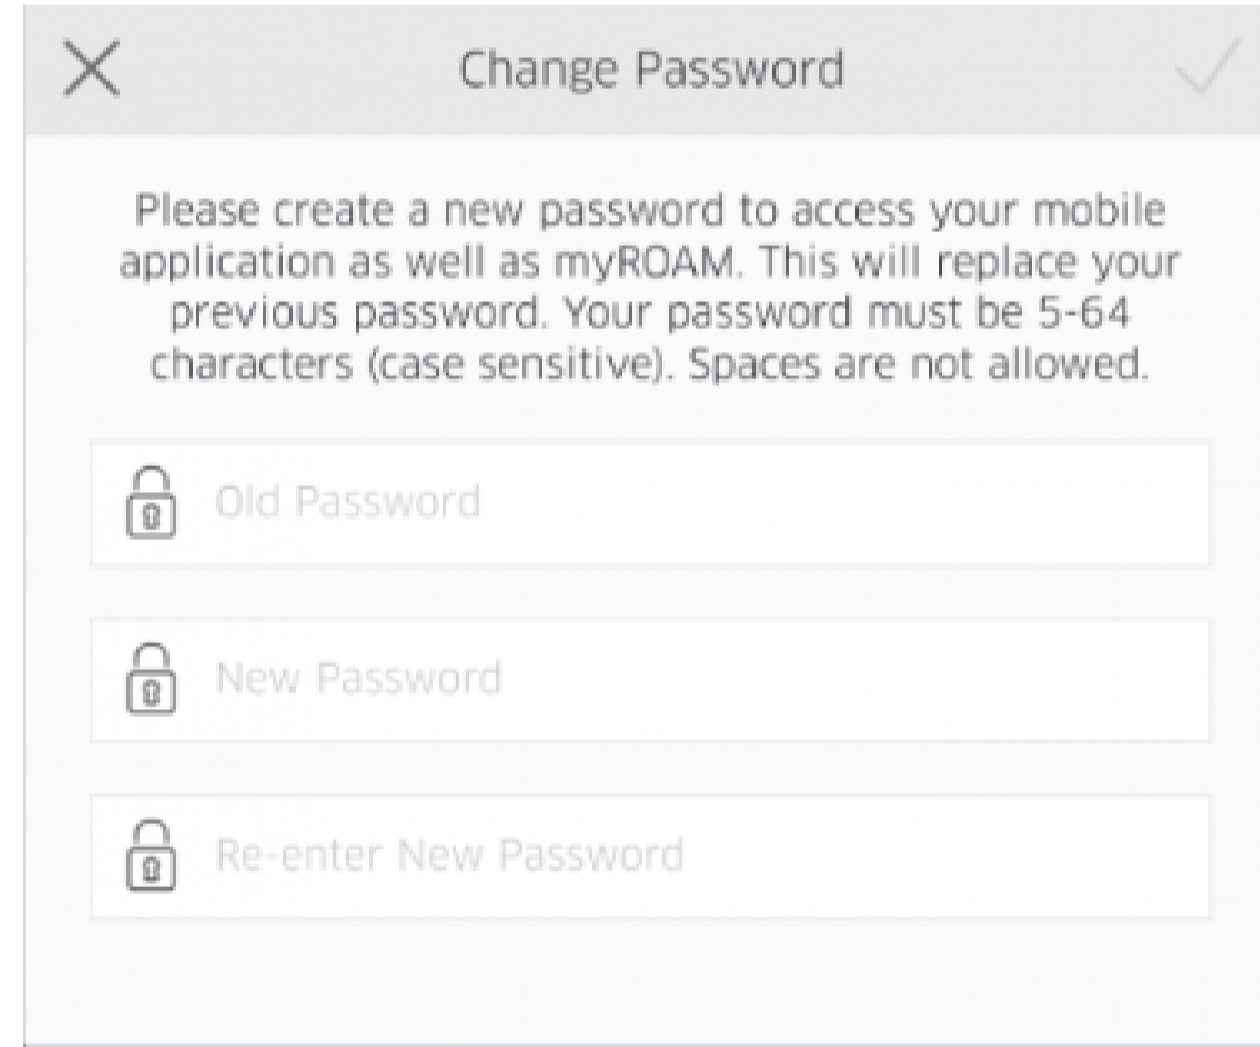 Change Password
Please create a new password to access your mobile
application as well as myROAM. This will replace your
previous password. Your password must be 5-64
characters (case sensitive). Spaces are not allowed.
Old Password
New Password
Re-enter New Password